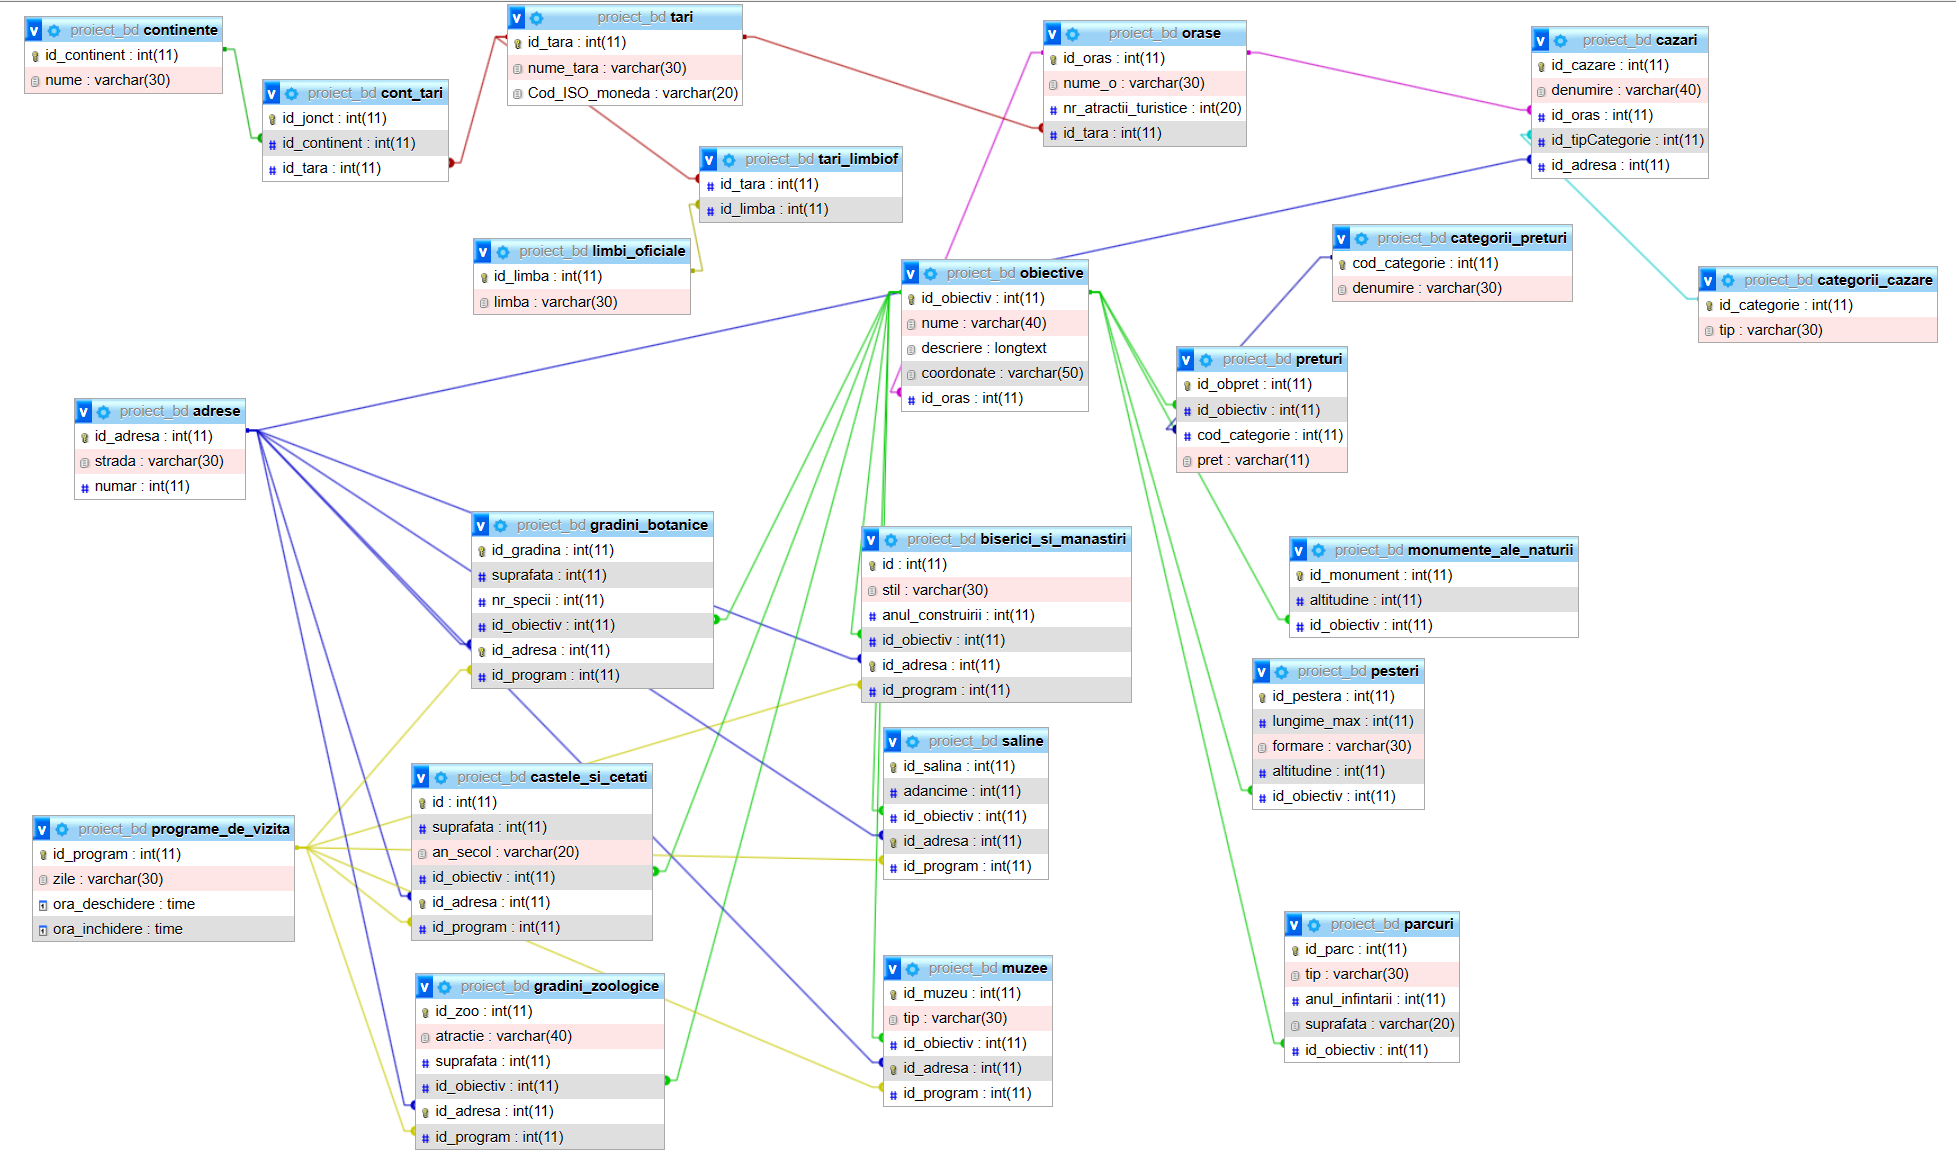 proiect_bd continente
id_continent : int(11)
nume : varchar(30)
proiect_bd cont_tari
id_jonct : int(11)
id_continent : int(11)
id_tara : int(11)
proiect_bd tari
id_tara : int(11)
nume_tara : varchar(30)
Cod_ISO_moneda : varchar(20)
proiect_bd tari_limbiof
id_tara : int(11)
id_limba : int(11)
proiect_bd limbi_oficiale
id_limba : int(11)
limba : varchar(30)
proiect_bd orase
id_oras : int(11)
nume_o : varchar(30)
nr_atractii_turistice : int(20)
id_tara : int(11)
proiect_bd cazari
id_cazare : int(11)
denumire : varchar(40)
id_oras : int(11)
id_tipCategorie : int(11)
id_adresa : int(11)
proiect_bd categorii_preturi
cod_categorie : int(11)
denumire : varchar(30)
proiect_bd categorii_cazare
id_categorie : int(11)
tip : varchar(30)
proiect_bd obiective
id_obiectiv : int(11)
nume : varchar(40)
descriere : longtext
coordonate : varchar(50)
id_oras : int(11)
proiect_bd preturi
id_obpret : int(11)
id_obiectiv : int(11)
cod_categorie : int(11)
pret : varchar(11)
proiect_bd adrese
id_adresa : int(11)
strada : varchar(30)
numar : int(11)
proiect_bd gradini_botanice
id_gradina : int(11)
suprafata : int(11)
nr_specii : int(11)
id_obiectiv : int(11)
id_adresa : int(11)
id_program : int(11)
proiect_bd biserici_si_manastiri
id : int(11)
stil : varchar(30)
anul_construirii : int(11)
id_obiectiv : int(11)
id_adresa : int(11)
id_program : int(11)
proiect_bd monumente_ale_naturii
id_monument : int(11)
altitudine : int(11)
id_obiectiv : int(11)
proiect_bd pesteri
id_pestera : int(11)
lungime_max : int(11)
formare : varchar(30)
altitudine : int(11)
id_obiectiv : int(11)
proiect_bd saline
id_salina : int(11)
adancime : int(11)
id_obiectiv : int(11)
id_adresa : int(11)
id_program : int(11)
proiect_bd castele_si_cetati
id : int(11)
suprafata : int(11)
an_secol : varchar(20)
id_obiectiv : int(11)
id_adresa : int(11)
id_program : int(11)
proiect_bd programe_de_vizita
id_program : int(11)
zile : varchar(30)
ora_deschidere : time
ora_inchidere : time
proiect_bd gradini_zoologice
id_zoo : int(11)
atractie : varchar(40)
suprafata : int(11)
id_obiectiv : int(11)
id_adresa : int(11)
id_program : int(11)
proiect_bd muzee
id_muzeu : int(11)
tip : varchar(30)
id_obiectiv : int(11)
id_adresa : int(11)
id_program : int(11)
proiect_bd parcuri
id_parc : int(11)
tip : varchar(30)
anul_infintarii : int(11)
suprafata : varchar(20)
id_obiectiv : int(11)